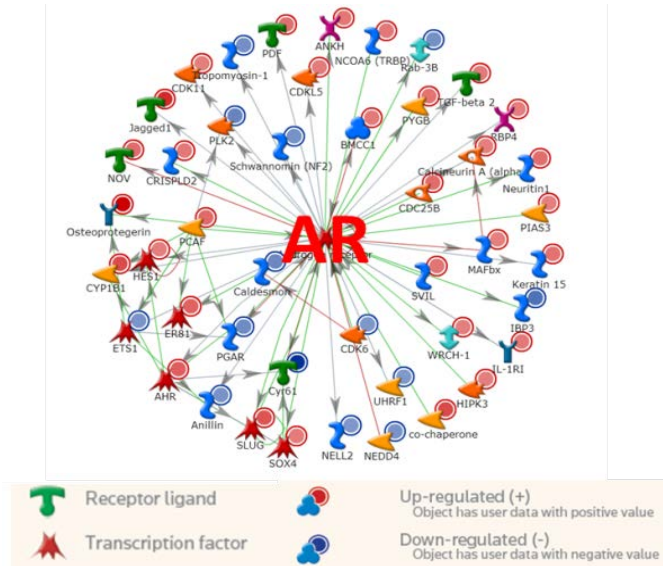 PDF
ANKH
NCOA6 (TRBP)
Rab-3B
Tropomyosin-1
CDK11
CDKL5
TGF-beta 2
Jagged1
PLK2
BMCC1
PYGB
RBP4
Schwannomin (NF2)
Calcineurin A (alpha
NOV
CRISPLD2
CDC25B
Neuritin1
Osteoprotegerin
PCAF
PIAS3
AR
HES1
MAFbx
CYP1B1
Caldesmon
SVIL
Keratin 15
ETS1
ER81
PGAR
CDK6
WRCH-1
IBP3
IL-1RI
AHR
Cyr61
UHRF1
HIPK3
Anillin
SLUG
SOX4
NELL2
NEDD4
co-chaperone
Receptor ligand
Up-regulated (+)
Object has user data with positive value
Transcription factor
Down-regulated (-)
Object has user data with negative value